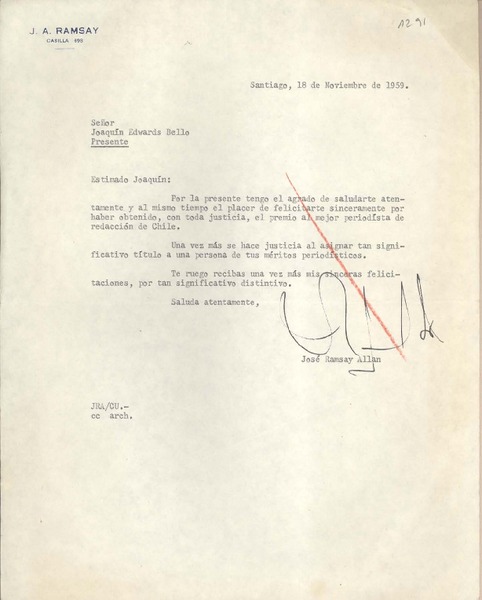 J. A. RAMSAY
CASILLA
1291
Santiago, 18 de Noviembre de 1959.
Señor
Joaquín Edwards Bello
Presente
Estimado Joaquín:
Por la presente tengo el agrado de saludarte aten-
tamente y al mismo tiempo el placer de felicitarte sinceramente por
haber obtenido, con toda justicia, el premio al mejor periodista de
redacción de Chile.
Una vez más se hace justicia al asignar tan signi-
ficativo título a una persona de tus méritos periodísticos.
Te ruego recibas una vez más mis sinceras felici-
taciones, por tan significativo distintivo.
Saluda atentamente,
José Ramsay Allan
JRA/CU.-
cc arch.